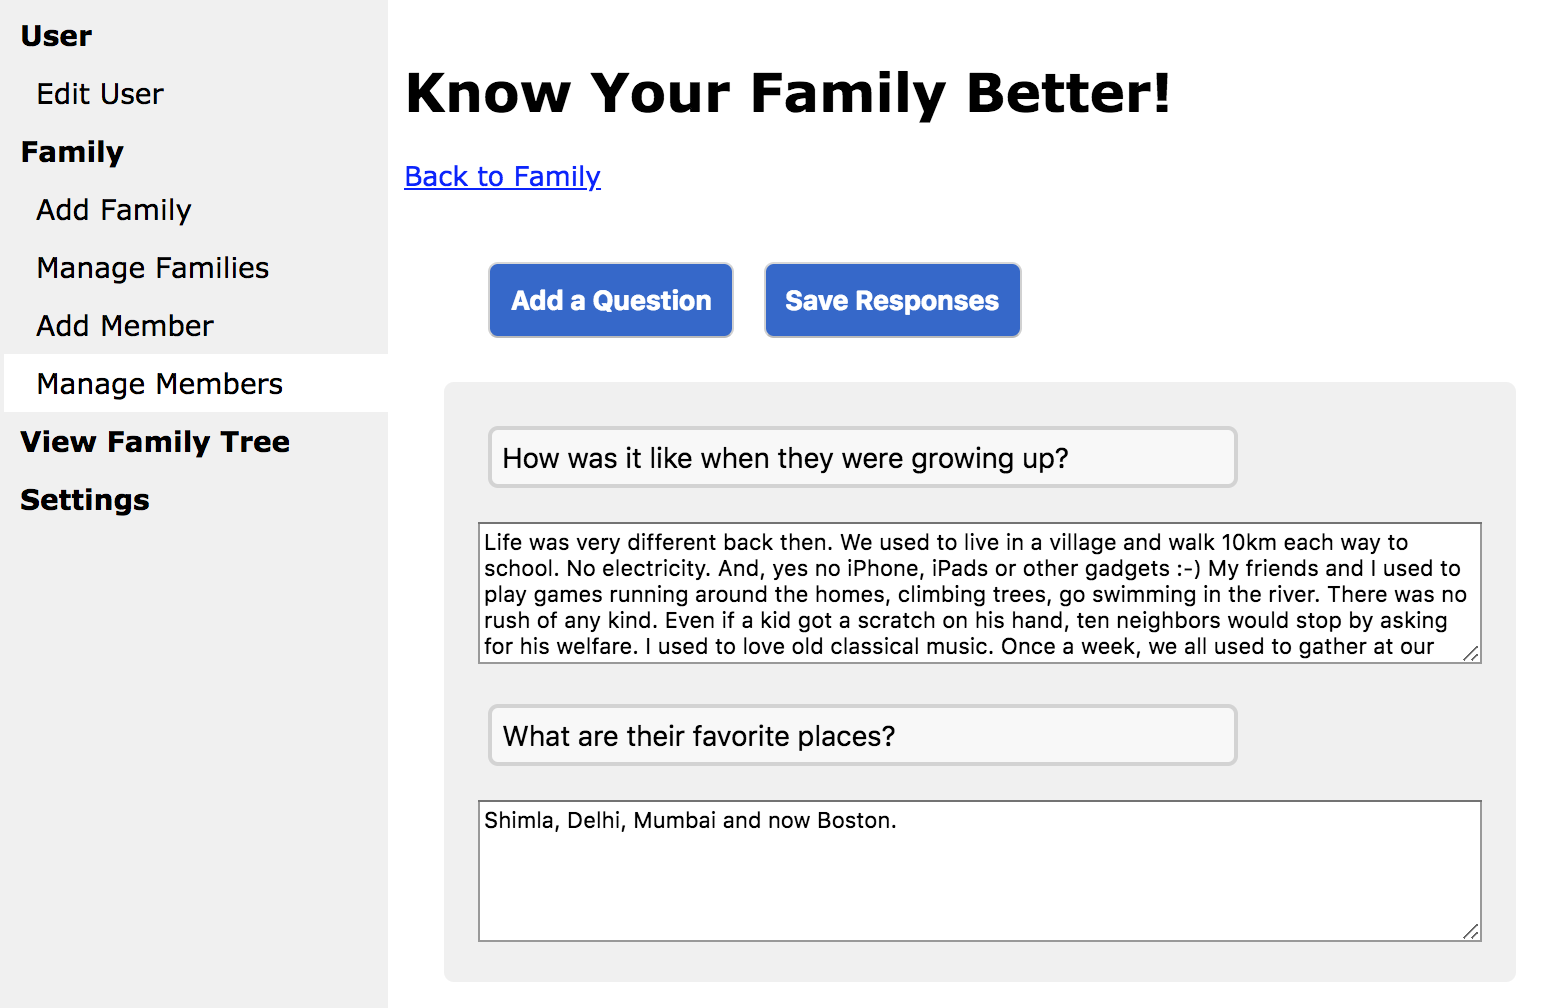 User
Edit User
Family
Add Family
Manage Families
Add Member
Manage Members
View Family Tree
Settings
Know Your Family Better!
Back to Family
Add a Question
Save Responses
How was it like when they were growing up?
Life was very different back then. We used to live in a village and walk 10km each way to
school. No electricity. And, yes no iPhone, iPads or other gadgets :-) My friends and I used to
play games running around the homes, climbing trees, go swimming in the river. There was no
rush of any kind. Even if a kid got a scratch on his hand, ten neighbors would stop by asking
for his welfare. I used to love old classical music. Once a week, we all used to gather at our
What are their favorite places?
Shimla, Delhi, Mumbai and now Boston.